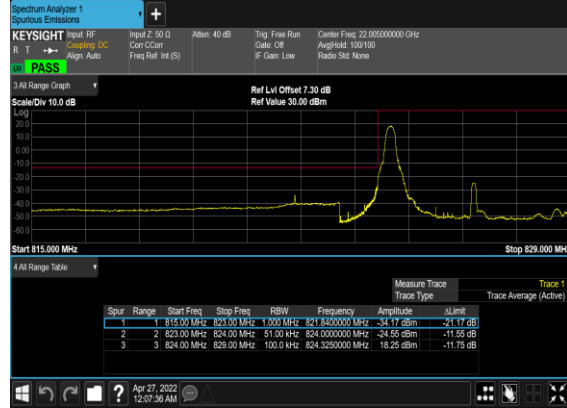 Spectrum Analyzer 1
Spurious Emissions
+
KEYSIGHT Input: RF Input Z: 50 Ω Atten: 40 dB Trig: Free Run Center Freq: 22.005000000 GHz
R T Coupling: DC Corr CCorr Gate: Off Avg|Hold: 100/100
Align: Auto Freq Ref: Int (S) IF Gain: Low Radio Std: None
LW PASS
3 All Range Graph
Ref Lvl Offset 7.30 dB
Scale/Div 10.0 dB Ref Value 30.00 dBm
Log
20.0
10.0
0.00
-10.0
-20.0
-30.0
-40.0
-50.0
-60.0
Start 815.000 MHz Stop 829.000 MH
4 All Range Table
Measure Trace Trace 1
Trace Type Trace Average (Active)
Spur Range Start Freq Stop Freq RBW Frequency Amplitude ΔLimit
1 1 815.00 MHz 823.00 MHz 1.000 MHz 821.8400000 MHz -34.17 dBm -21.17 dB
2 2 823.00 MHz 824.00 MHz 51.00 kHz 824.0000000 MHz -24.55 dBm -11.55 dB
3 3 824.00 MHz 829.00 MHz 100.0 kHz 824.3250000 MHz 18.25 dBm -11.75 dB
? Apr 27, 2022
12:07:36 AM